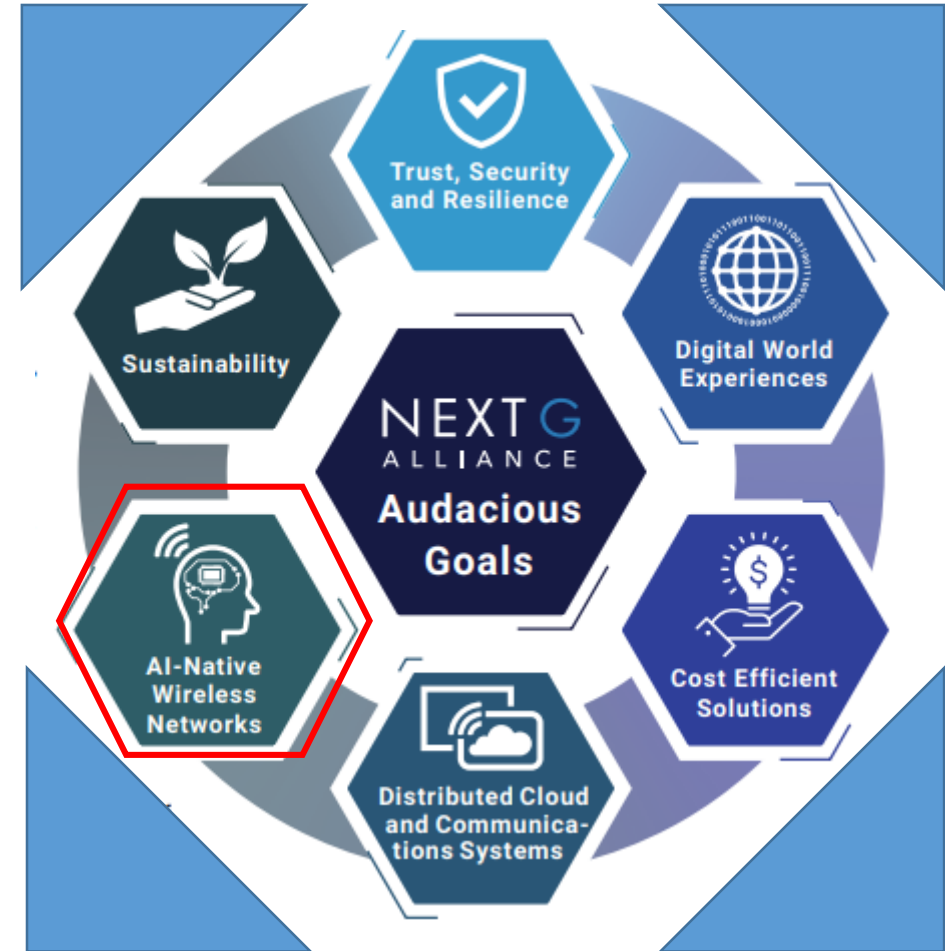 Trust, Security
and Resilience
Sustainability
Digital World
Experiences
NEXT G
ALLIANCE
Audacious
Goals
AI-Native
Wireless
Networks
$
Cost Efficient
Solutions
Distributed Cloud
and Communica-
tions Systems